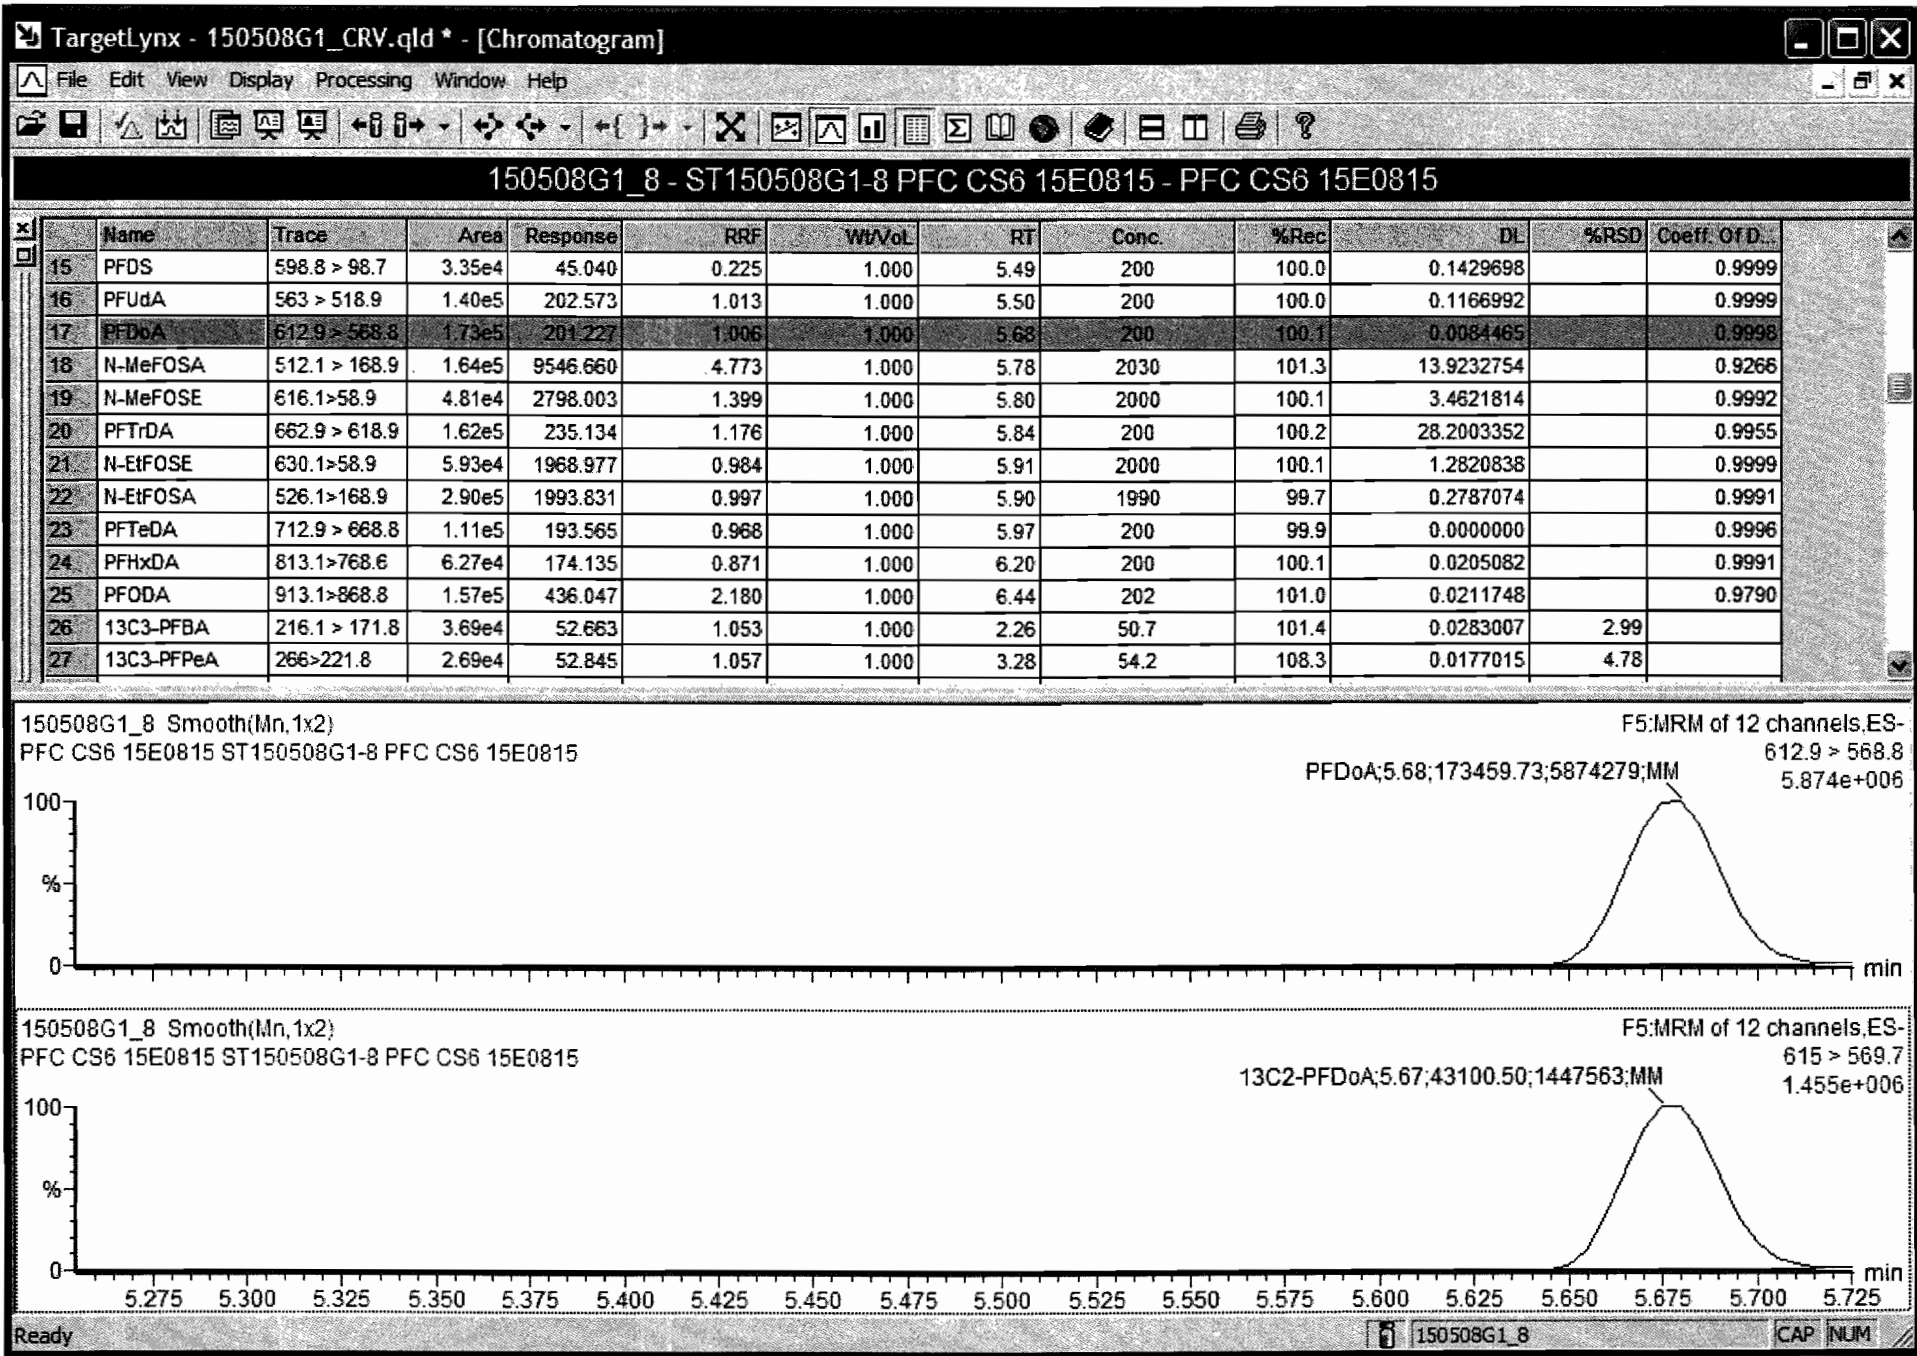 TargetLynx - 150508G1_CRV.qld * - [Chromatogram]
File Edit View Display Processing Window Help
150508G1_8 - ST150508G1-8 PFC CS6 15E0815 - PFC CS6 15E0815
Name Trace Area Response RRF Wt/Vol. RT Conc. %Rec DL %RSD Coeff. Of D...
15 PFDS 598.8 > 98.7 3.35e4 45.040 0.225 1.000 5.49 200 100.0 0.1429698 0.9999
16 PFUdA 563 > 518.9 1.40e5 202.573 1.013 1.000 5.50 200 100.0 0.1166992 0.9999
17 PFDoA 612.9 > 568.8 1.73e5 201.227 1.006 1.000 5.68 200 100.1 0.0084465 0.9998
18 N-MeFOSA 512.1 > 168.9 1.64e5 9546.660 4.773 1.000 5.78 2030 101.3 13.9232754 0.9266
19 N-MeFOSE 616.1>58.9 4.81e4 2798.003 1.399 1.000 5.80 2000 100.1 3.4621814 0.9992
20 PFTrDA 662.9 > 618.9 1.62e5 235.134 1.176 1.000 5.84 200 100.2 28.2003352 0.9955
21 N-EtFOSE 630.1>58.9 5.93e4 1968.977 0.984 1.000 5.91 2000 100.1 1.2820838 0.9999
22 N-EtFOSA 526.1>168.9 2.90e5 1993.831 0.997 1.000 5.90 1990 99.7 0.2787074 0.9991
23 PFTeDA 712.9 > 668.8 1.11e5 193.565 0.968 1.000 5.97 200 99.9 0.0000000 0.9996
24 PFHxDA 813.1>768.6 6.27e4 174.135 0.871 1.000 6.20 200 100.1 0.0205082 0.9991
25 PFODA 913.1>868.8 1.57e5 436.047 2.180 1.000 6.44 202 101.0 0.0211748 0.9790
26 13C3-PFBA 216.1 > 171.8 3.69e4 52.663 1.053 1.000 2.26 50.7 101.4 0.0283007 2.99
27 13C3-PFPeA 266>221.8 2.69e4 52.845 1.057 1.000 3.28 54.2 108.3 0.0177015 4.78
150508G1_8 Smooth(Mn,1x2) F5:MRM of 12 channels,ES-
PFC CS6 15E0815 ST150508G1-8 PFC CS6 15E0815 612.9 > 568.8
PFDoA;5.68;173459.73;5874279;MM 5.874e+006
100
%
0 min
150508G1_8 Smooth(Mn,1x2) F5:MRM of 12 channels,ES-
PFC CS6 15E0815 ST150508G1-8 PFC CS6 15E0815 615 > 569.7
13C2-PFDoA;5.67;43100.50;1447563;MM 1.455e+006
100
%
0 min
5.275 5.300 5.325 5.350 5.375 5.400 5.425 5.450 5.475 5.500 5.525 5.550 5.575 5.600 5.625 5.650 5.675 5.700 5.725
Ready 150508G1_8 CAP NUM